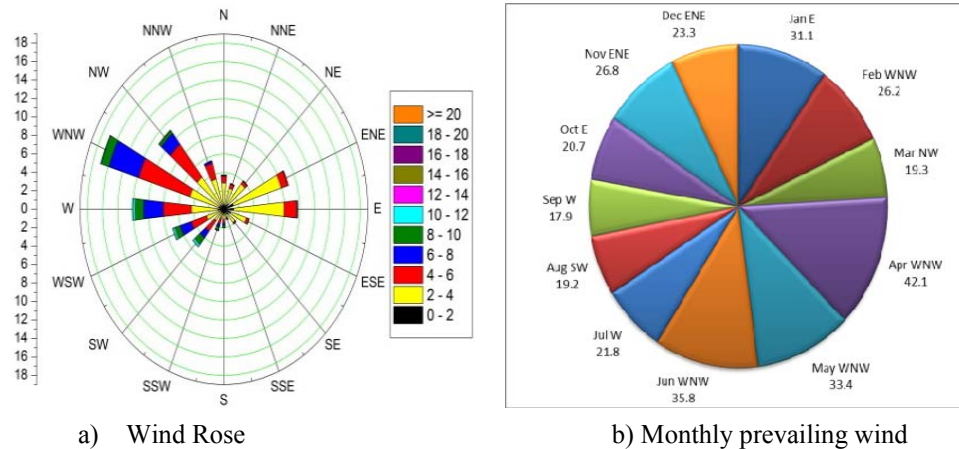 N
NNW
NNE
NW
NE
WNW
ENE
W
E
WSW
ESE
SW
SE
SSW
SSE
S
18
16
14
12
10
8
6
4
2
0
2
4
6
8
10
12
14
16
18
>= 20
18 - 20
16 - 18
14 - 16
12 - 14
10 - 12
8 - 10
6 - 8
4 - 6
2 - 4
0 - 2
a) Wind Rose
Dec ENE
23.3
Jan E
31.1
Feb WNW
26.2
Mar NW
19.3
Apr WNW
42.1
May WNW
33.4
Jun WNW
35.8
Jul W
21.8
Aug SW
19.2
Sep W
17.9
Oct E
20.7
Nov ENE
26.8
b) Monthly prevailing wind